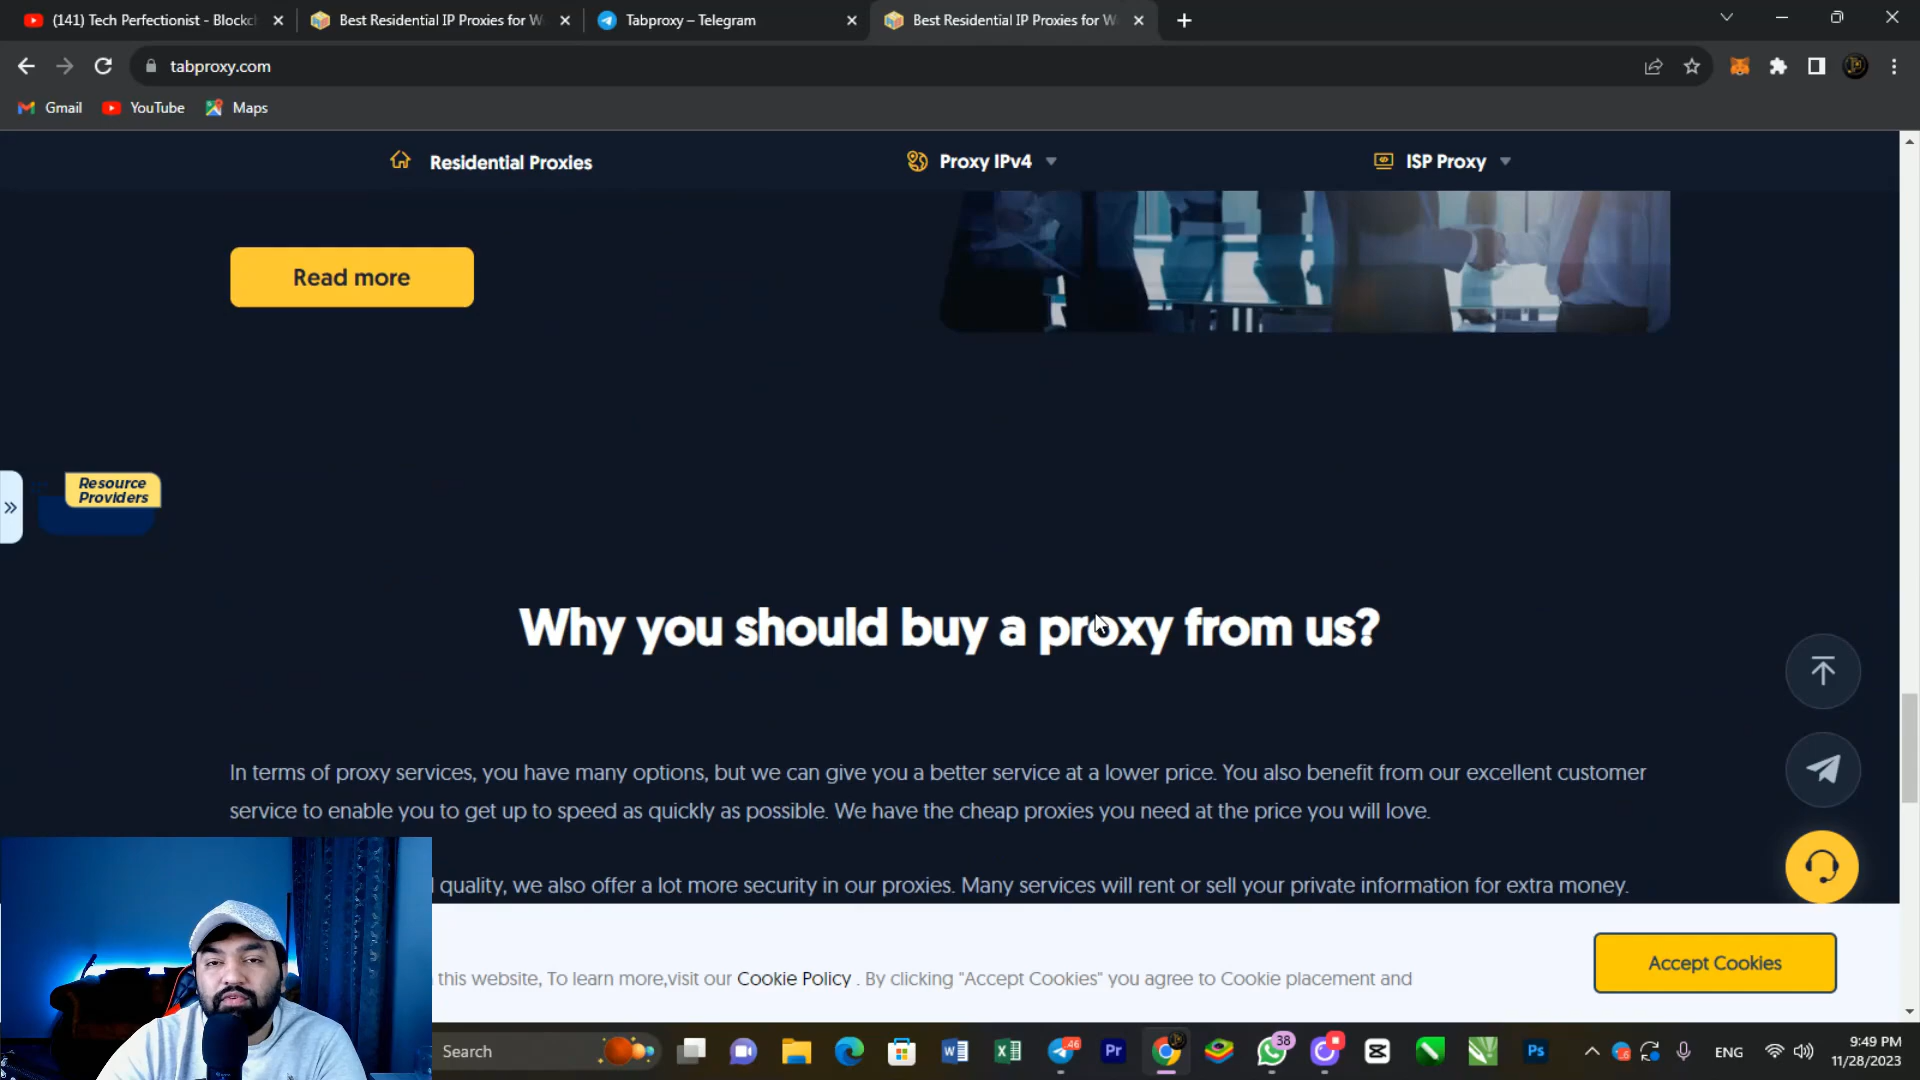 (141) Tech Perfectionist - Blockc
Best Residential IP Proxies for W
Tabproxy – Telegram
Best Residential IP Proxies for W
tabproxy.com
Gmail
YouTube
Maps
Residential Proxies
Proxy IPv4
ISP Proxy
Read more
Resource
Providers
Why you should buy a proxy from us?
In terms of proxy services, you have many options, but we can give you a better service at a lower price. You also benefit from our excellent customer
service to enable you to get up to speed as quickly as possible. We have the cheap proxies you need at the price you will love.
quality, we also offer a lot more security in our proxies. Many services will rent or sell your private information for extra money.
this website, To learn more,visit our Cookie Policy . By clicking "Accept Cookies" you agree to Cookie placement and
Accept Cookies
Search
46
Pr
38
Ps
ENG
9:49 PM
11/28/2023